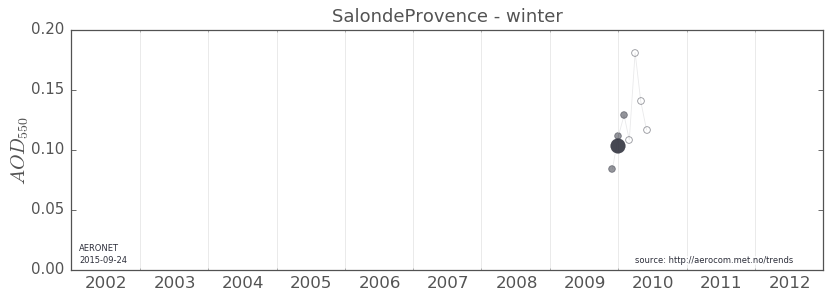 SalondeProvence - winter
0.20
0.15
0.10
0.05
0.00
AOD550
AERONET
2015-09-24
source: http://aerocom.met.no/trends
2002 2003 2004 2005 2006 2007 2008 2009 2010 2011 2012